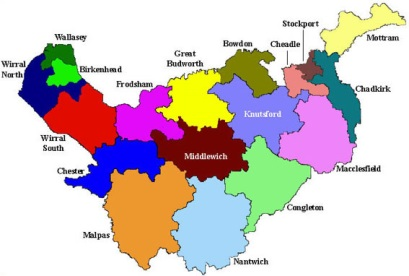 Stockport
Wallasey
Great
Budworth
Bowdon
Cheadle
Mottram
Wirral
North
Birkenhead
Frodsham
Chadkirk
Knutsford
Wirral
South
Middlewich
Macclesfield
Chester
Congleton
Malpas
Nantwich